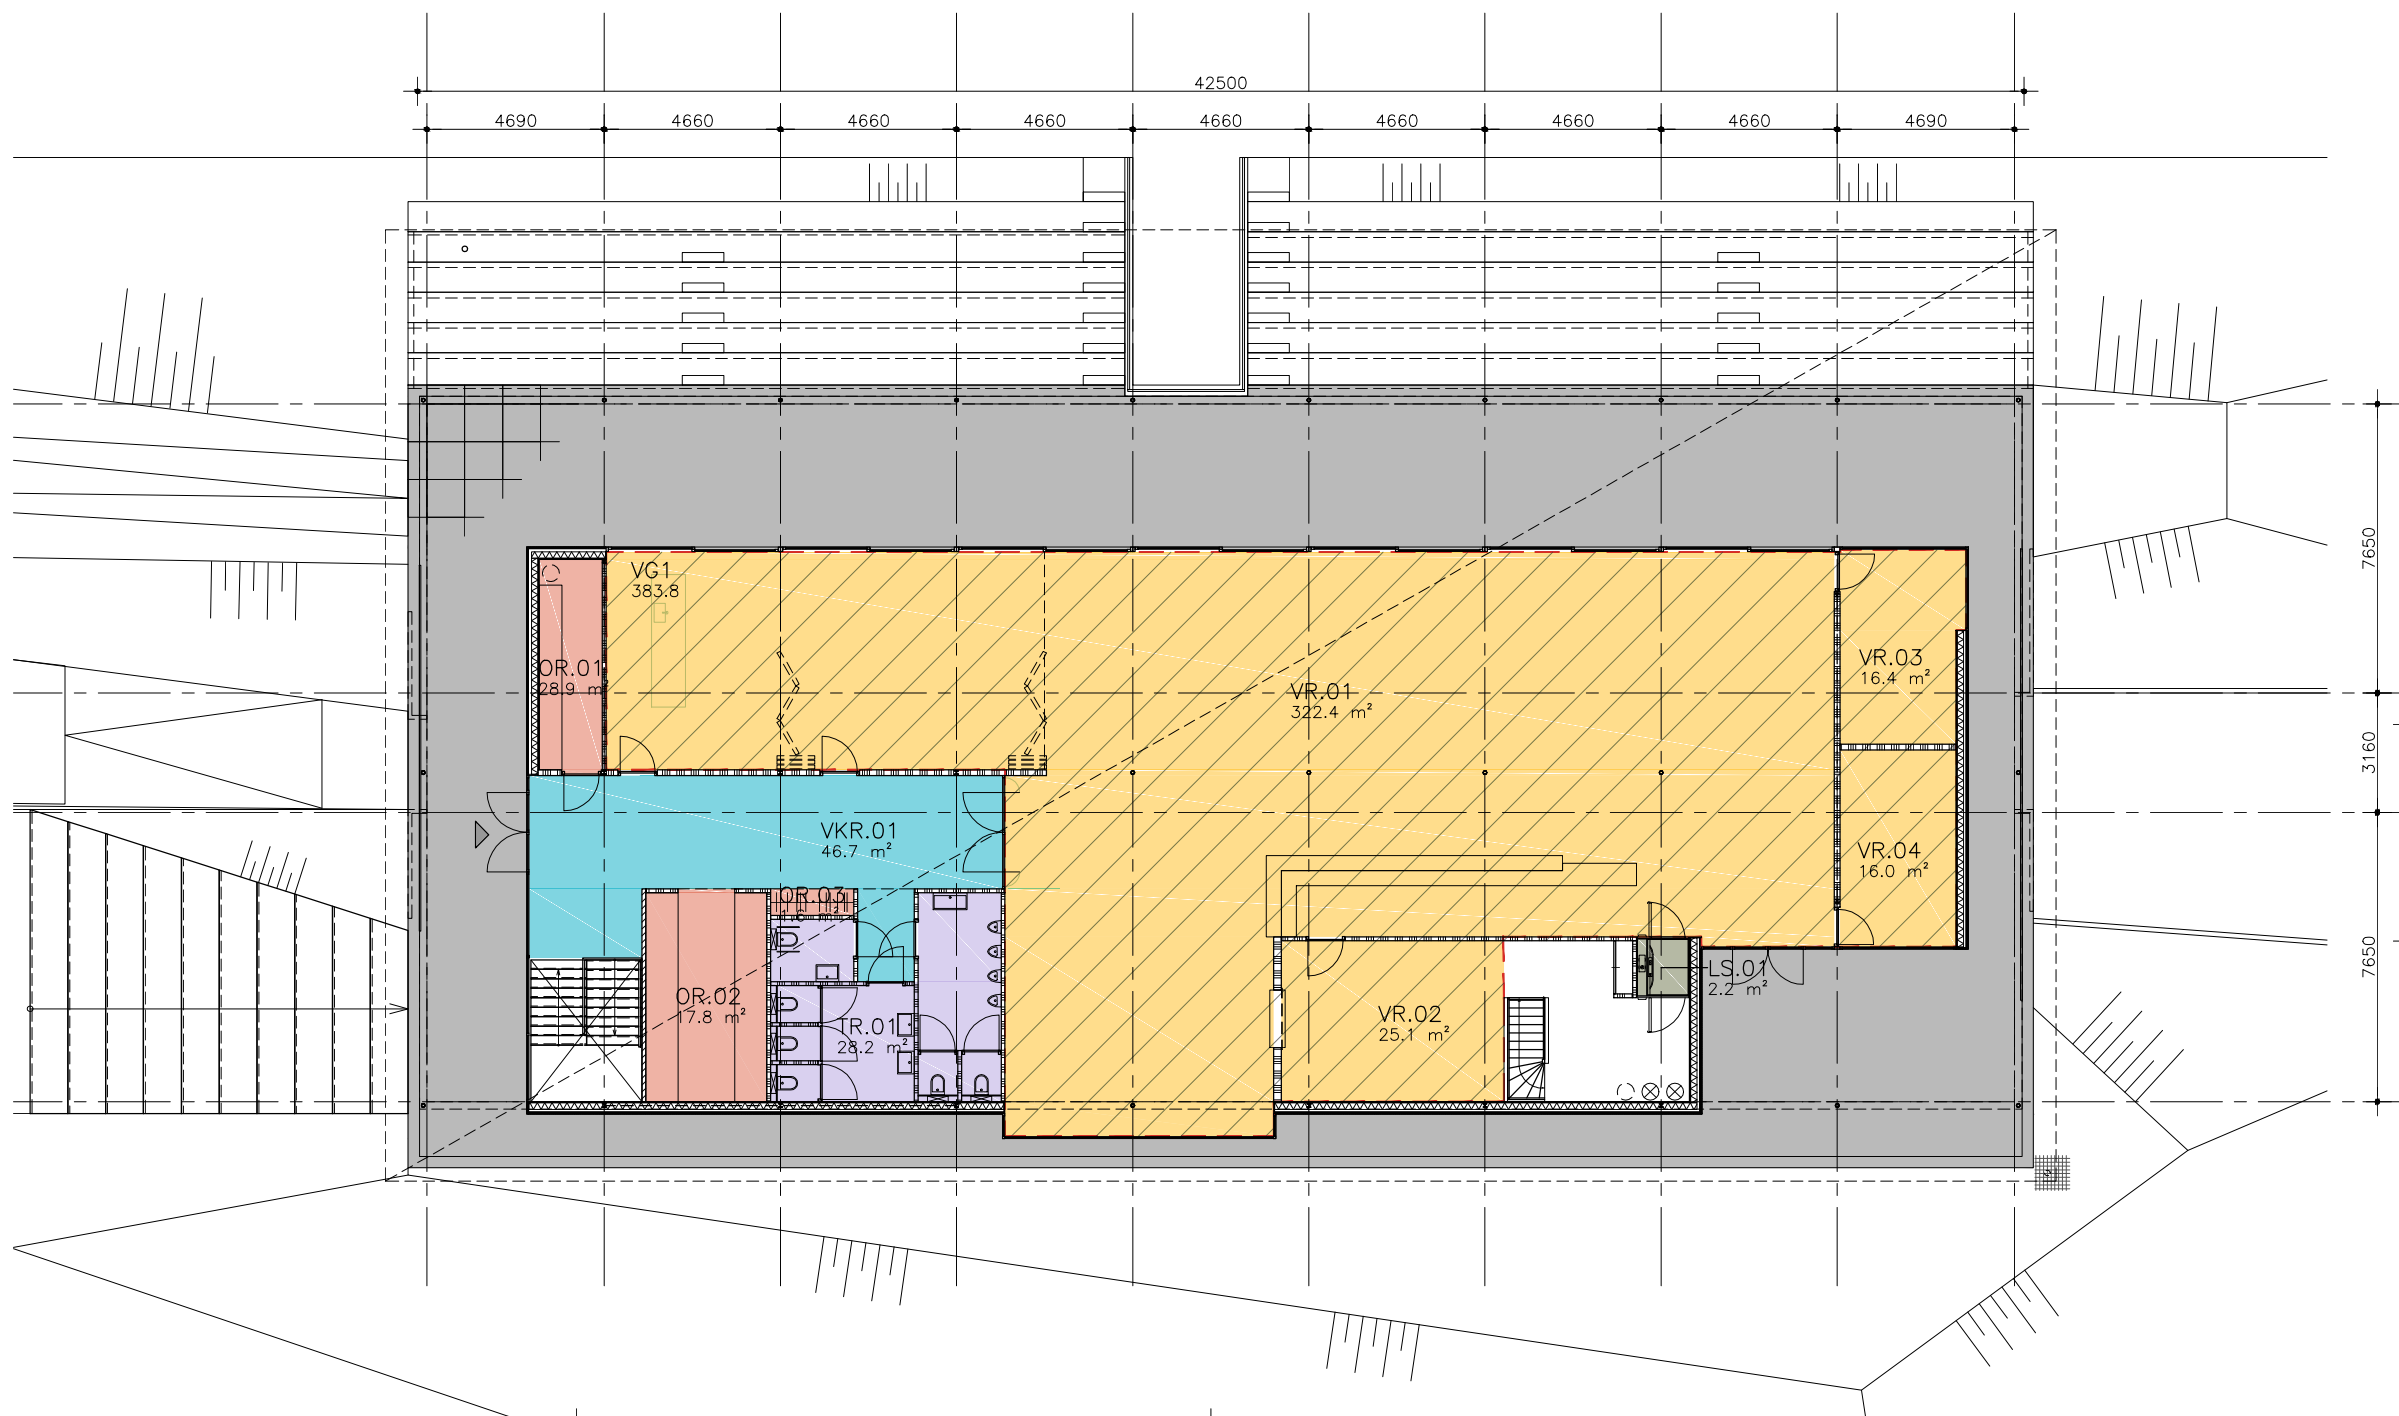 42500
4690 4660 4660 4660 4660 4660 4660 4660 4690
VG1
383.8
OR.01
28.9 m²
VR.01
322.4 m²
VR.03
16.4 m²
7650
3160
7650
VKR.01
46.7 m²
VR.04
16.0 m²
OR.03
OR.02
17.8 m²
TR.01
28.2 m²
VR.02
25.1 m²
LS.01
2.2 m²